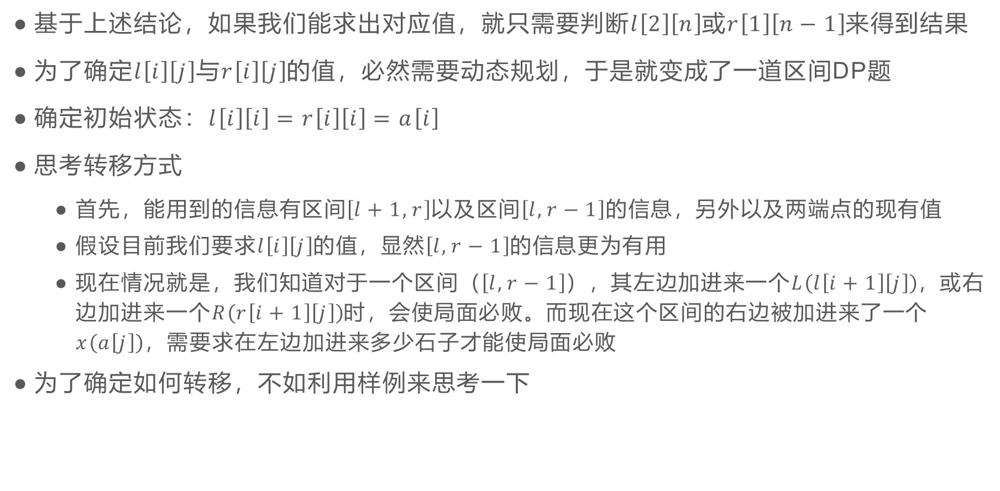 ● 基于上述结论，如果我们能求出对应值，就只需要判断l[2][n]或r[1][n − 1]来得到结果
● 为了确定l[i][j]与r[i][j]的值，必然需要动态规划，于是就变成了一道区间DP题
● 确定初始状态：l[i][i] = r[i][i] = a[i]
● 思考转移方式
● 首先，能用到的信息有区间[l + 1, r]以及区间[l, r − 1]的信息，另外以及两端点的现有值
● 假设目前我们要求l[i][j]的值，显然[l, r − 1]的信息更为有用
● 现在情况就是，我们知道对于一个区间（[l, r − 1]），其左边加进来一个L(l[i + 1][j])，或右
边加进来一个R(r[i + 1][j])时，会使局面必败。而现在这个区间的右边被加进来了一个
x(a[j])，需要求在左边加进来多少石子才能使局面必败
● 为了确定如何转移，不如利用样例来思考一下